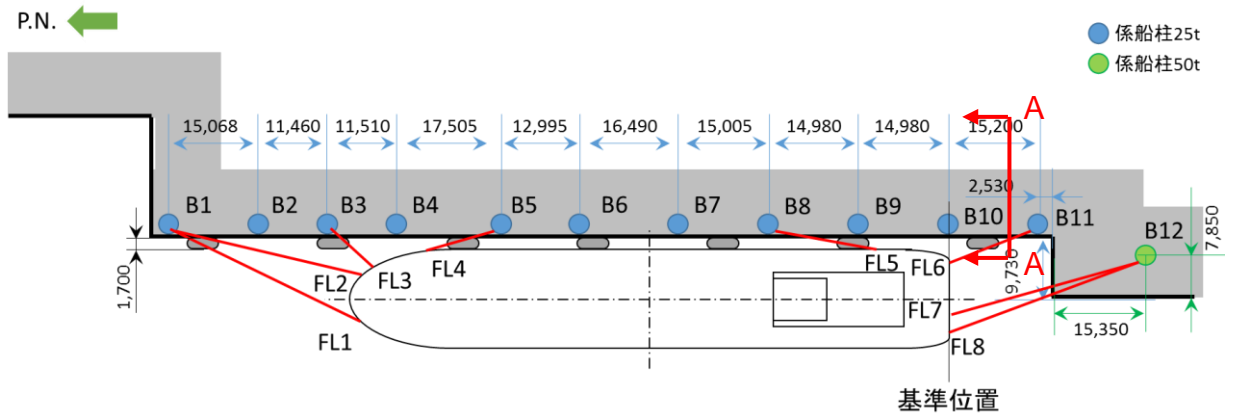 P.N.
係船柱25t
係船柱50t
A
15,068
11,460
11,510
17,505
12,995
16,490
15,005
14,980
14,980
15,200
2,530
B1
B2
B3
B4
B5
B6
B7
B8
B9
B10
B11
B12
7,850
1,700
9,730
A
FL2
FL3
FL4
FL5
FL6
FL7
FL1
FL8
15,350
基準位置